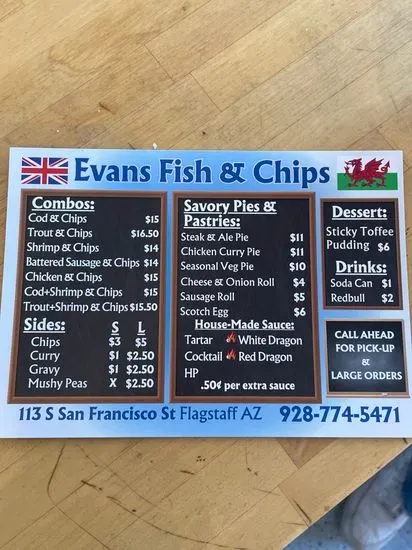 Evans Fish & Chips
Combos:
Cod & Chips $15
Trout & Chips $16.50
Shrimp & Chips $14
Battered Sausage & Chips $14
Chicken & Chips $15
Cod+Shrimp & Chips $15
Trout+Shrimp & Chips $15.50
Sides: S L
Chips $3 $5
Curry $1 $2.50
Gravy $1 $2.50
Mushy Peas X $2.50
Savory Pies &
Pastries:
Steak & Ale Pie $11
Chicken Curry Pie $11
Seasonal Veg Pie $10
Cheese & Onion Roll $4
Sausage Roll $5
Scotch Egg $6
House-Made Sauce:
Tartar White Dragon
Cocktail Red Dragon
HP
.50¢ per extra sauce
Dessert:
Sticky Toffee
Pudding $6
Drinks:
Soda Can $1
Redbull $2
CALL AHEAD
FOR PICK-UP
&
LARGE ORDERS
113 S San Francisco St Flagstaff AZ 928-774-5471